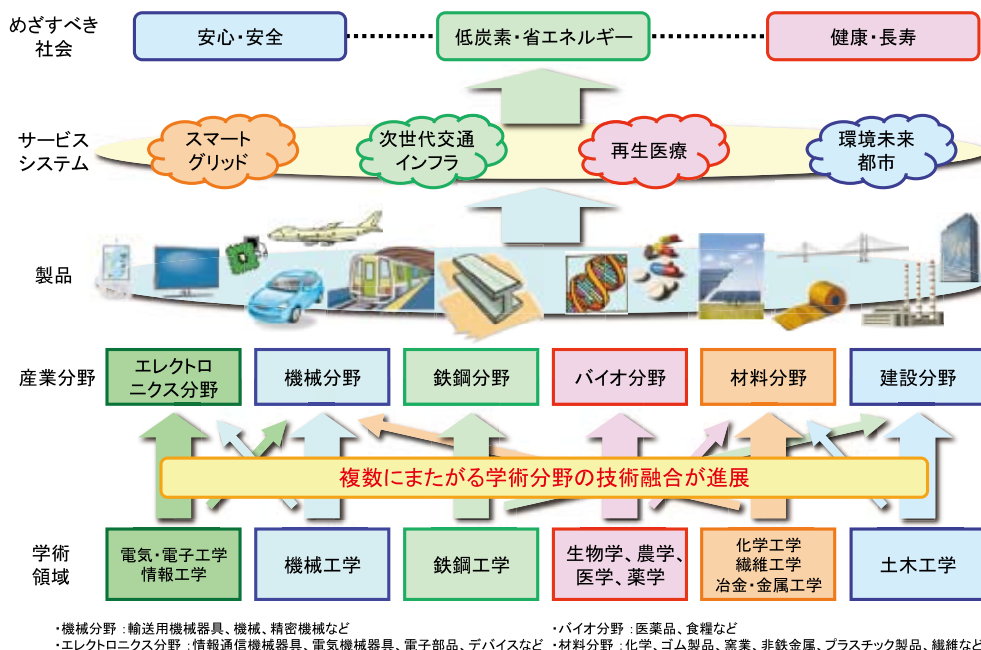 めざすべき
社会
安心・安全
低炭素・省エネルギー
健康・長寿
サービス
システム
スマート
グリッド
次世代交通
インフラ
再生医療
環境未来
都市
製品
産業分野
エレクトロ
ニクス分野
機械分野
鉄鋼分野
バイオ分野
材料分野
建設分野
複数にまたがる学術分野の技術融合が進展
学術
領域
電気・電子工学
情報工学
機械工学
鉄鋼工学
生物学、農学、
医学、薬学
化学工学
繊維工学
冶金・金属工学
土木工学
・機械分野：輸送用機械器具、機械、精密機械など
・バイオ分野：医薬品、食糧など
・エレクトロニクス分野：情報通信機械器具、電気機械器具、電子部品、デバイスなど
・材料分野：化学、ゴム製品、窯業、非鉄金属、プラスチック製品、繊維など